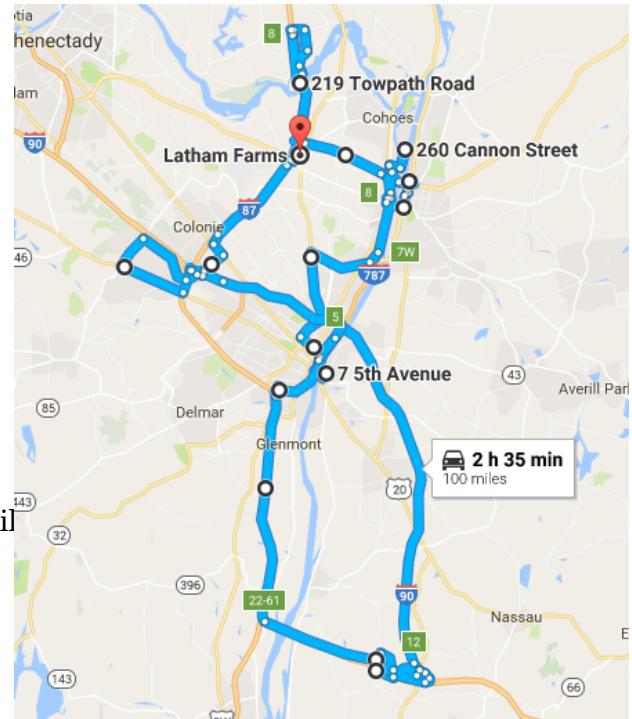 otia
8
henectady
219 Towpath Road
lam
Cohoes
90
Latham Farms
260 Cannon Street
8
87
Colonie
7W
46
787
5
7 5th Avenue
43
Averill Park
85
Delmar
Glenmont
2 h 35 min
100 miles
20
443
il
32
90
396
22-61
Nassau
12
E
143
66